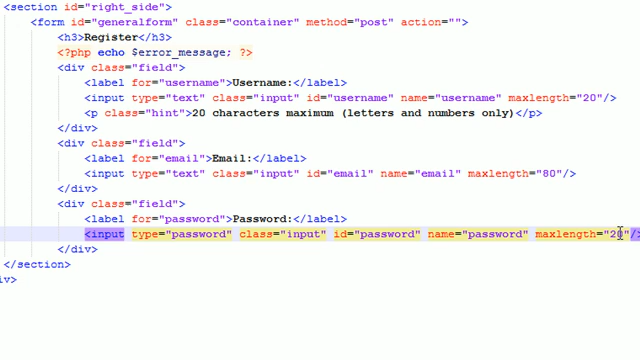 <section id="right_side">
<form id="generalform" class="container" method="post" action="">
<h3>Register</h3>
<?php echo $error_message; ?>
<div class="field">
<label for="username">Username:</label>
<input type="text" class="input" id="username" name="username" maxlength="20"/>
<p class="hint">20 characters maximum (letters and numbers only)</p>
</div>
<div class="field">
<label for="email">Email:</label>
<input type="text" class="input" id="email" name="email" maxlength="80"/>
</div>
<div class="field">
<label for="password">Password:</label>
<input type="password" class="input" id="password" name="password" maxlength="20"/>
</div>
</section>
iv>